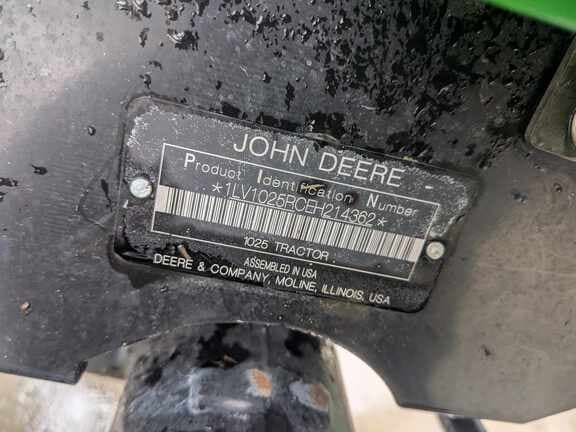 JOHN DEERE
Product Identification Number
*1LV1025RCEH214362*
1025 TRACTOR
ASSEMBLED IN USA
DEERE & COMPANY, MOLINE, ILLINOIS, USA